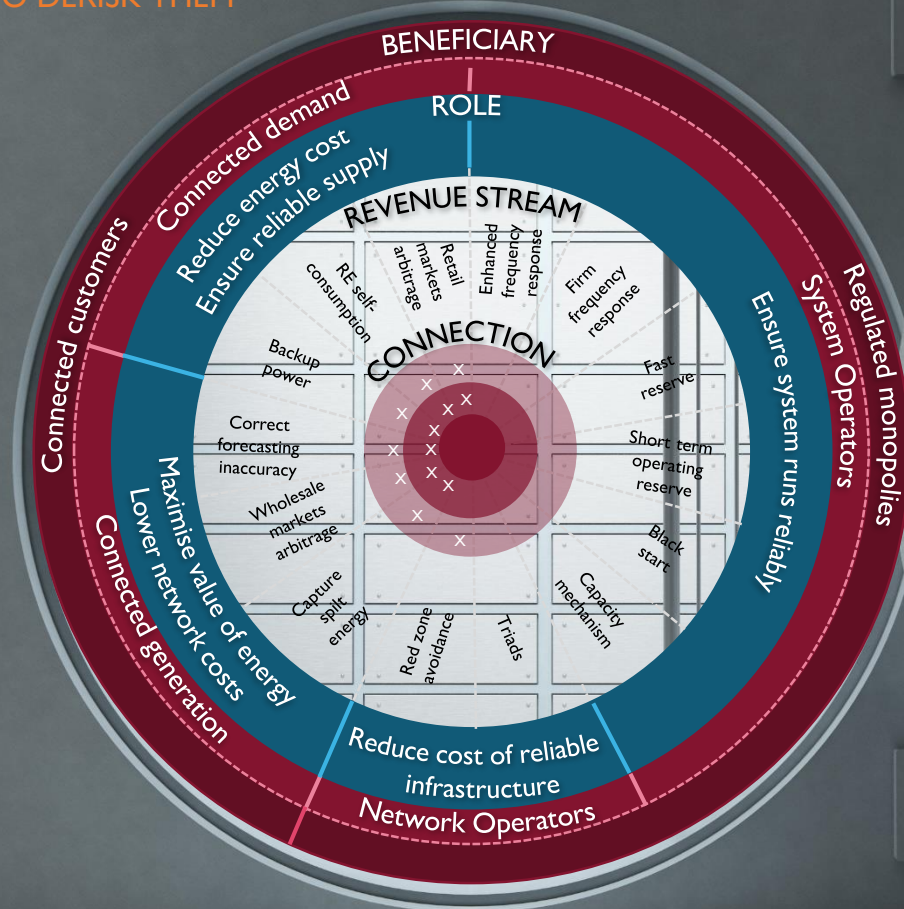 O DERISK THEM
BENEFICIARY
ROLE
REVENUE STREAM
CONNECTION
Connected customers
Connected demand
Reduce energy cost
Ensure reliable supply
Regulated monopolies
System Operators
Ensure system runs reliably
Connected generation
Maximise value of energy
Lower network costs
Network Operators
Reduce cost of reliable
infrastructure
Enhanced
frequency
response
Firm
frequency
response
Fast
reserve
Short term
operating
reserve
Black
start
Capacity
mechanism
Triads
Red zone
avoidance
Capture
spilt
energy
Wholesale
markets
arbitrage
Correct
forecasting
inaccuracy
Backup
power
RE self-
consumption
Retail
markets
arbitrage
x
x
x
x
x
x
x
x
x
x
x
x
x